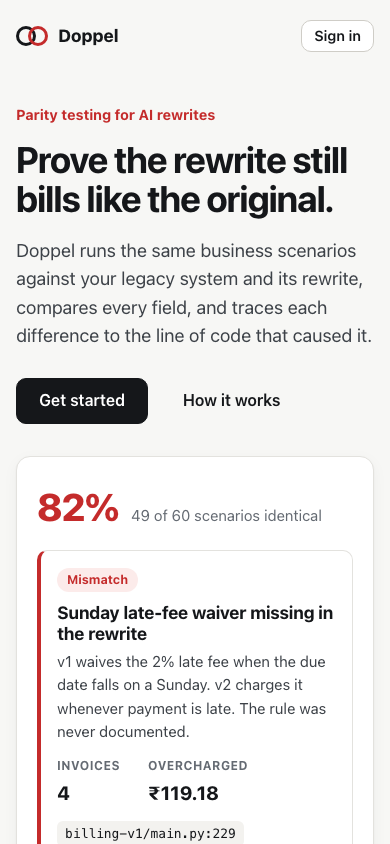 Doppel
Sign in
Parity testing for AI rewrites
Prove the rewrite still
bills like the original.
Doppel runs the same business scenarios
against your legacy system and its rewrite,
compares every field, and traces each
difference to the line of code that caused it.
Get started
How it works
82%
49 of 60 scenarios identical
Mismatch
Sunday late-fee waiver missing in
the rewrite
v1 waives the 2% late fee when the due
date falls on a Sunday. v2 charges it
whenever payment is late. The rule was
never documented.
INVOICES
OVERCHARGED
4
₹119.18
billing-v1/main.py:229